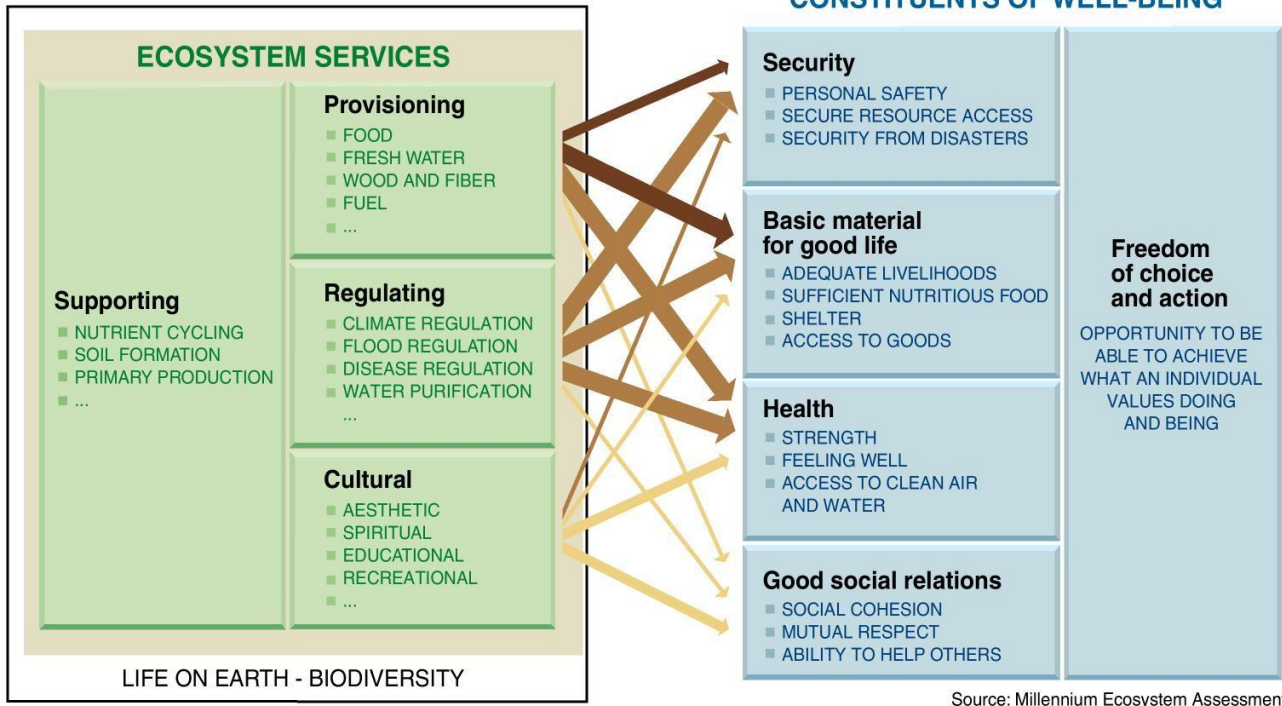 CONSTITUENTS OF WELL-BEING
ECOSYSTEM SERVICES
Supporting
NUTRIENT CYCLING
SOIL FORMATION
PRIMARY PRODUCTION
...
Provisioning
FOOD
FRESH WATER
WOOD AND FIBER
FUEL
...
Regulating
CLIMATE REGULATION
FLOOD REGULATION
DISEASE REGULATION
WATER PURIFICATION
...
Cultural
AESTHETIC
SPIRITUAL
EDUCATIONAL
RECREATIONAL
...
LIFE ON EARTH - BIODIVERSITY
Security
PERSONAL SAFETY
SECURE RESOURCE ACCESS
SECURITY FROM DISASTERS
Basic material
for good life
ADEQUATE LIVELIHOODS
SUFFICIENT NUTRITIOUS FOOD
SHELTER
ACCESS TO GOODS
Health
STRENGTH
FEELING WELL
ACCESS TO CLEAN AIR
AND WATER
Good social relations
SOCIAL COHESION
MUTUAL RESPECT
ABILITY TO HELP OTHERS
Freedom
of choice
and action
OPPORTUNITY TO BE
ABLE TO ACHIEVE
WHAT AN INDIVIDUAL
VALUES DOING
AND BEING
Source: Millennium Ecosystem Assessmen